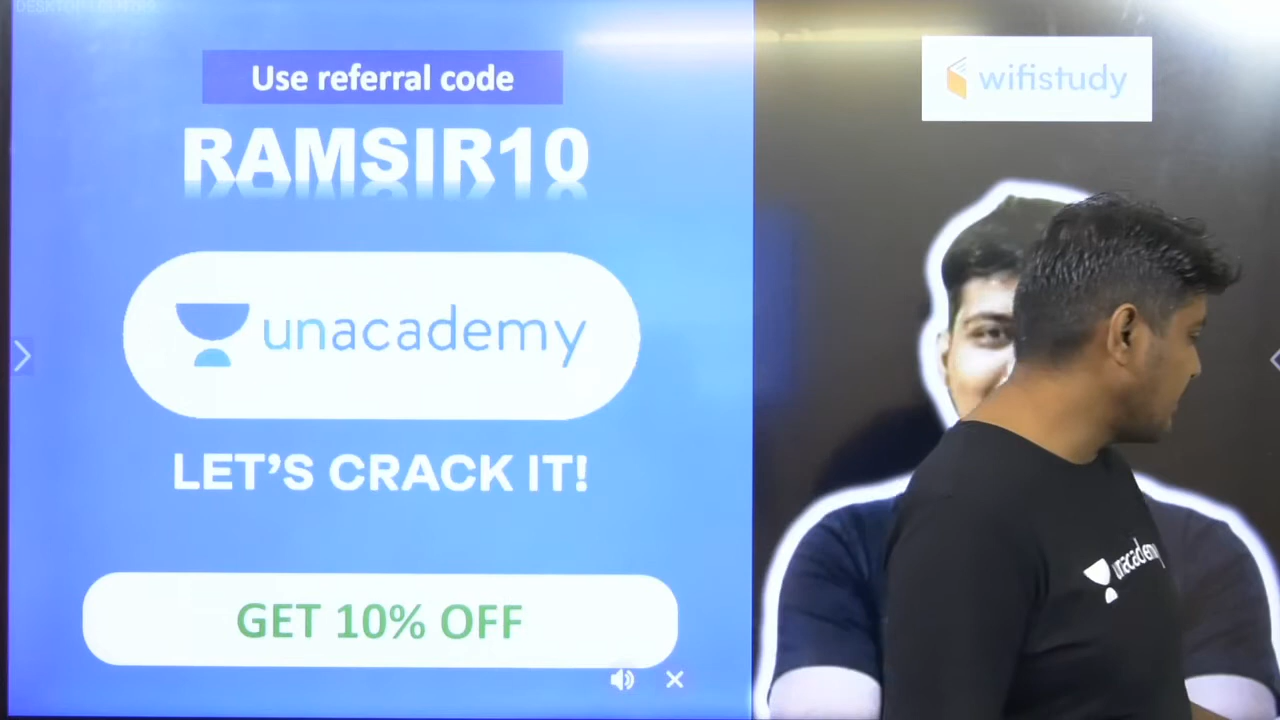 Use referral code
RAMSIR10
unacademy
LET'S CRACK IT!
GET 10% OFF
wifistudy
unacademy